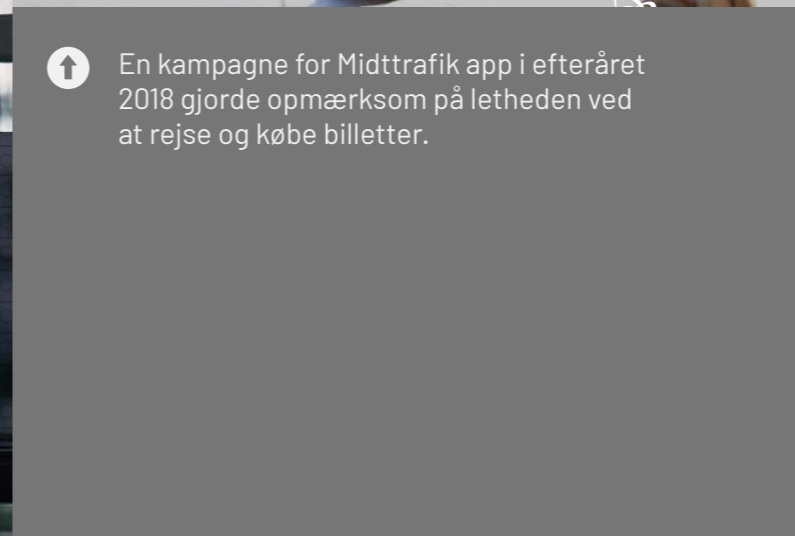 En kampagne for Midttrafik app i efteråret
2018 gjorde opmærksom på letheden ved
at rejse og købe billetter.